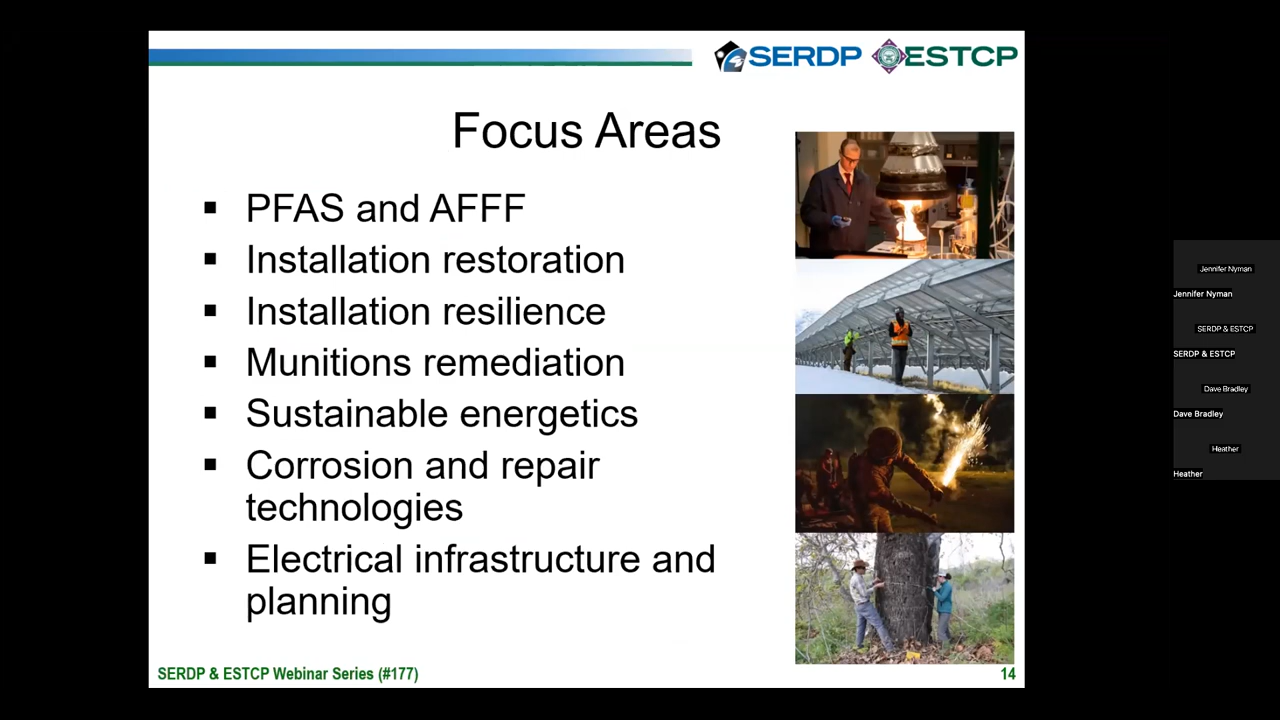 SERDP ESTCP
Focus Areas
▪ PFAS and AFFF
▪ Installation restoration
▪ Installation resilience
▪ Munitions remediation
▪ Sustainable energetics
▪ Corrosion and repair
technologies
▪ Electrical infrastructure and
planning
SERDP & ESTCP Webinar Series (#177)
14
Jennifer Nyman
Jennifer Nyman
SERDP & ESTCP
SERDP & ESTCP
Dave Bradley
Dave Bradley
Heather
Heather